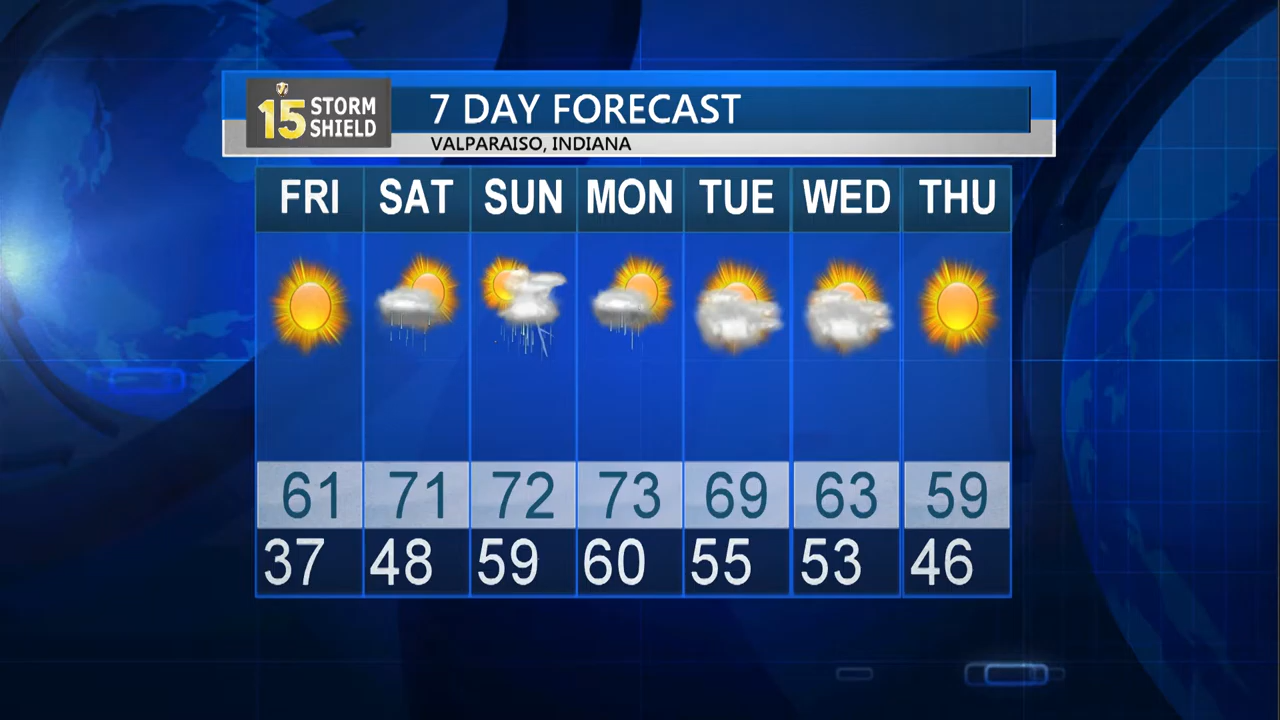 15 STORM
SHIELD
7 DAY FORECAST
VALPARAISO, INDIANA
FRI SAT SUN MON TUE WED THU
61 71 72 73 69 63 59
37 48 59 60 55 53 46